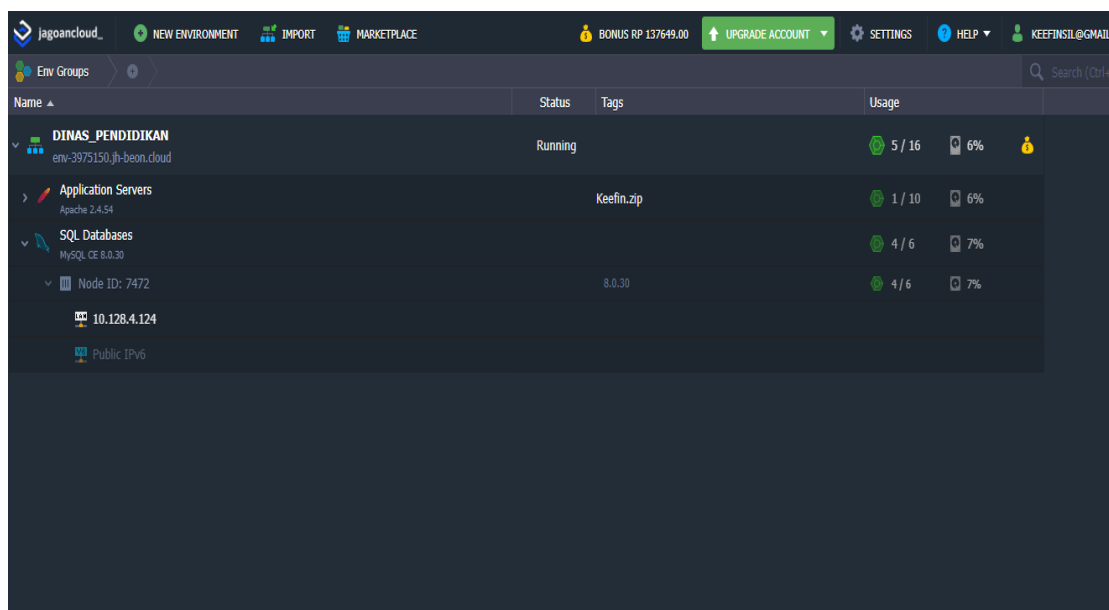 jagoancloud_ NEW ENVIRONMENT IMPORT MARKETPLACE BONUS RP 137649.00 UPGRADE ACCOUNT SETTINGS HELP KEEFINSIL@GMAIL
Env Groups Search (Ctrl+
Name Status Tags Usage
DINAS_PENDIDIKAN Running 5 / 16 6%
env-3975150.jh-beon.cloud
Application Servers Keefin.zip 1 / 10 6%
Apache 2.4.54
SQL Databases 4 / 6 7%
MySQL CE 8.0.30
Node ID: 7472 8.0.30 4 / 6 7%
LAN 10.128.4.124
V6 Public IPv6